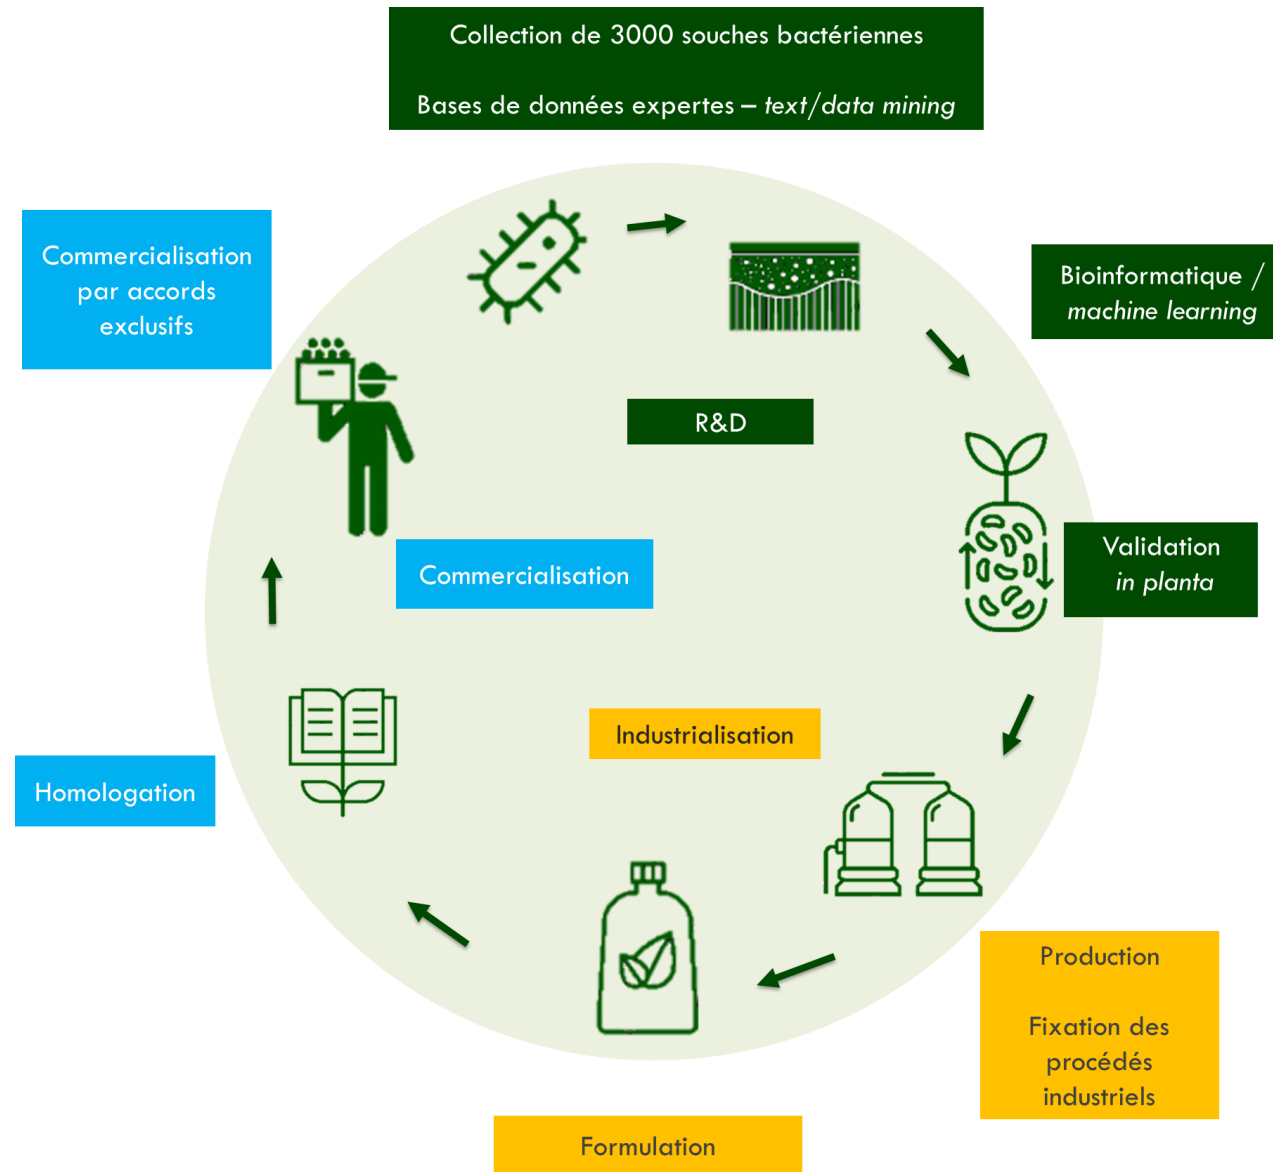 Collection de 3000 souches bactériennes
Bases de données expertes – text/data mining
Commercialisation
par accords
exclusifs
Bioinformatique /
machine learning
R&D
Validation
in planta
Commercialisation
Industrialisation
Homologation
Production
Fixation des
procédés
industriels
Formulation